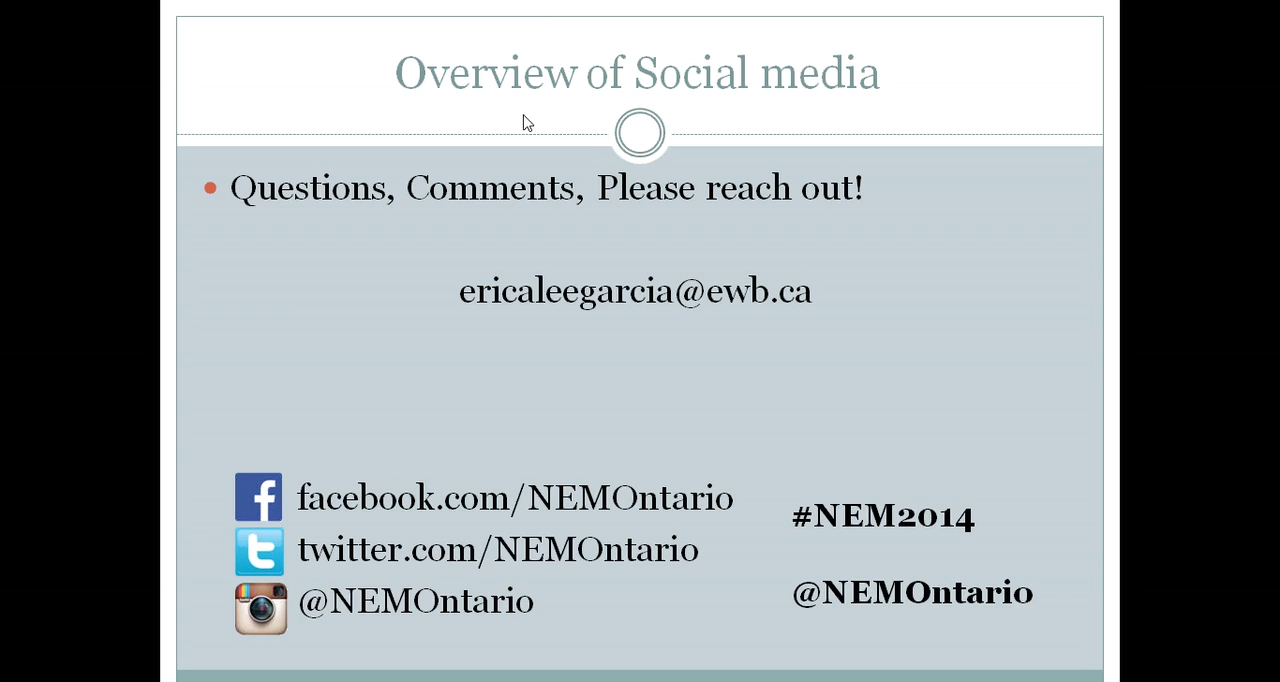 Overview of Social media
Questions, Comments, Please reach out!
ericaleegarcia@ewb.ca
facebook.com/NEMOntario
twitter.com/NEMOntario
@NEMOntario
#NEM2014
@NEMOntario